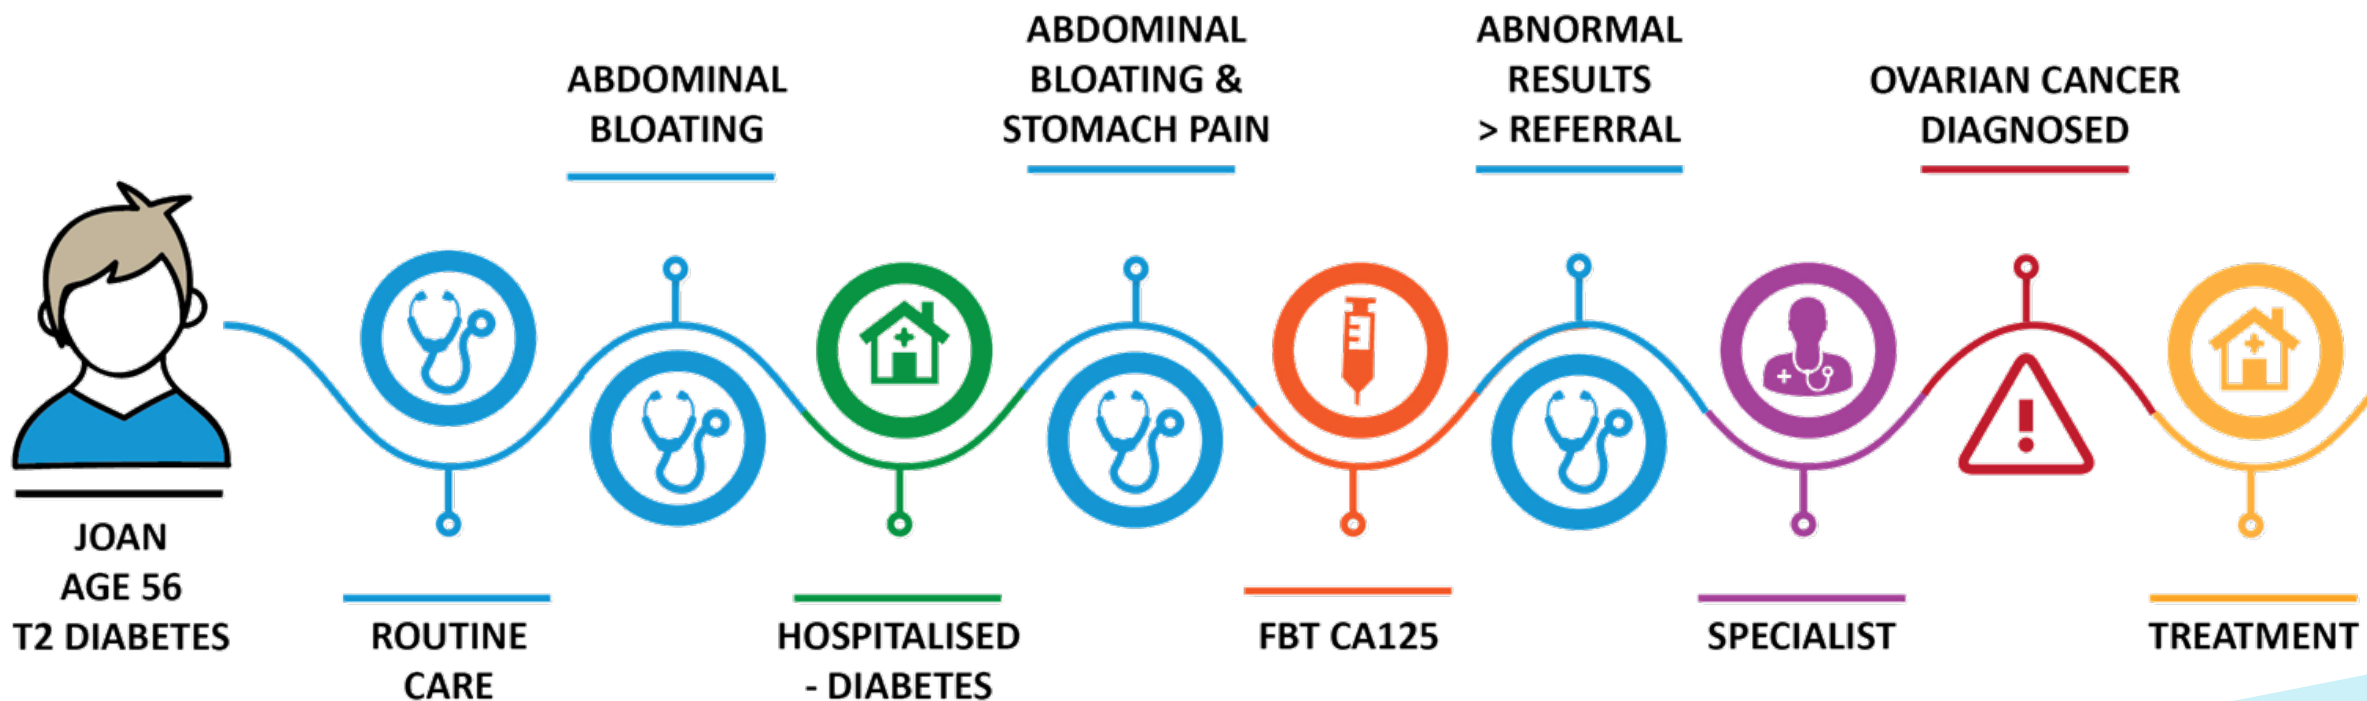 JOAN
AGE 56
T2 DIABETES
ROUTINE
CARE
ABDOMINAL
BLOATING
HOSPITALISED
- DIABETES
ABDOMINAL
BLOATING &
STOMACH PAIN
FBT CA125
ABNORMAL
RESULTS
> REFERRAL
SPECIALIST
OVARIAN CANCER
DIAGNOSED
TREATMENT